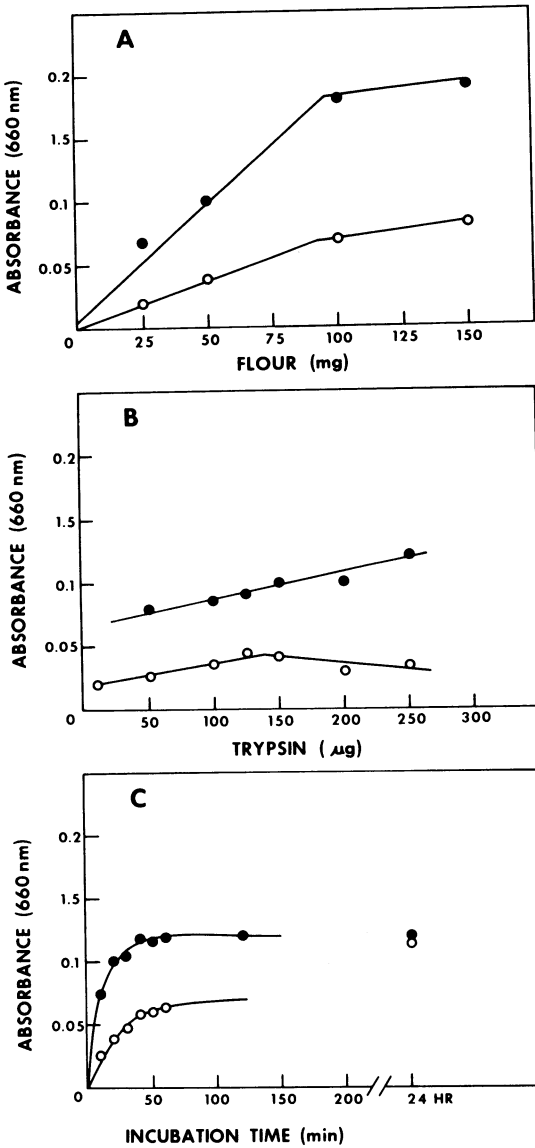 A
ABSORBANCE (660 nm)
0.2
1.5
0.1
0.05
0 25 50 75 100 125 150
FLOUR (mg)
B
ABSORBANCE (660 nm)
0.2
1.5
0.1
0.05
0 50 100 150 200 250 300
TRYPSIN ( µg)
C
ABSORBANCE (660 nm)
0.2
1.5
0.1
0.05
0 50 100 150 200 24 HR
INCUBATION TIME (min)